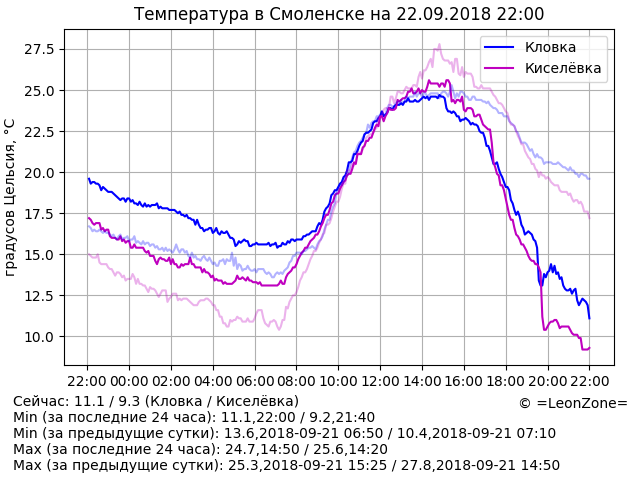 Температура в Смоленске на 22.09.2018 22:00
Кловка
Киселёвка
градусов Цельсия, °C
27.5
25.0
22.5
20.0
17.5
15.0
12.5
10.0
22:00 00:00 02:00 04:00 06:00 08:00 10:00 12:00 14:00 16:00 18:00 20:00 22:00
Сейчас: 11.1 / 9.3 (Кловка / Киселёвка)
© =LeonZone=
Min (за последние 24 часа): 11.1,22:00 / 9.2,21:40
Min (за предыдущие сутки): 13.6,2018-09-21 06:50 / 10.4,2018-09-21 07:10
Max (за последние 24 часа): 24.7,14:50 / 25.6,14:20
Max (за предыдущие сутки): 25.3,2018-09-21 15:25 / 27.8,2018-09-21 14:50